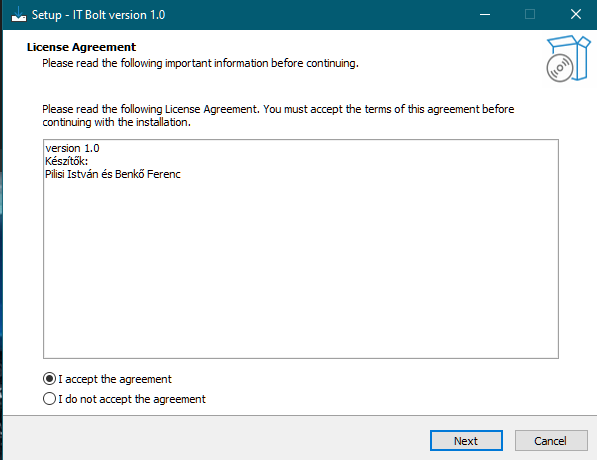 Setup - IT Bolt version 1.0
License Agreement
Please read the following important information before continuing.
Please read the following License Agreement. You must accept the terms of this agreement before
continuing with the installation.
version 1.0
Készítők:
Pilisi István és Benkő Ferenc
I accept the agreement
I do not accept the agreement
Next
Cancel